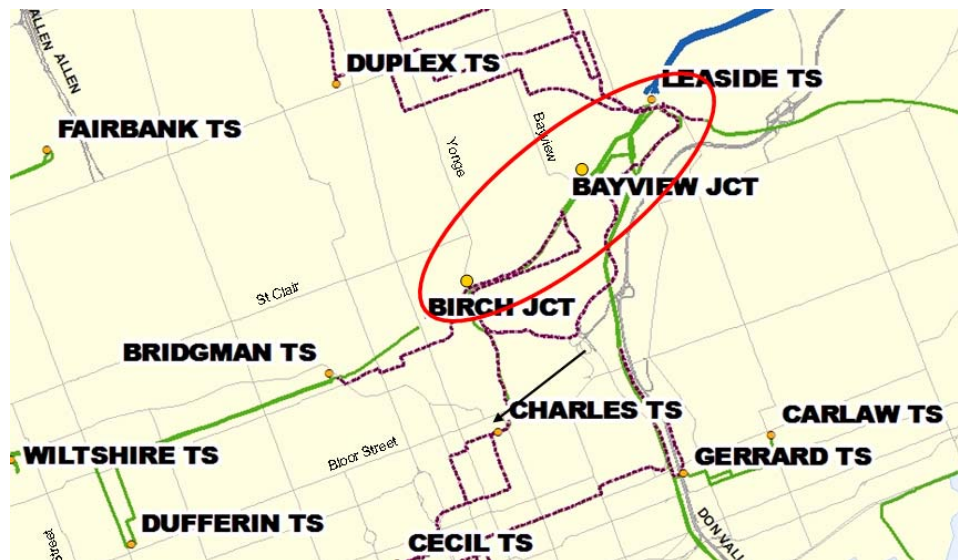 ALLEN
ALLEN
DUPLEX TS
LEASIDE TS
FAIRBANK TS
Yonge
Bayview
BAYVIEW JCT
St Clair
BIRCH JCT
BRIDGMAN TS
CHARLES TS
CARLAW TS
Bloor Street
WILTSHIRE TS
GERRARD TS
DUFFERIN TS
Street
CECIL TS
DON VALL